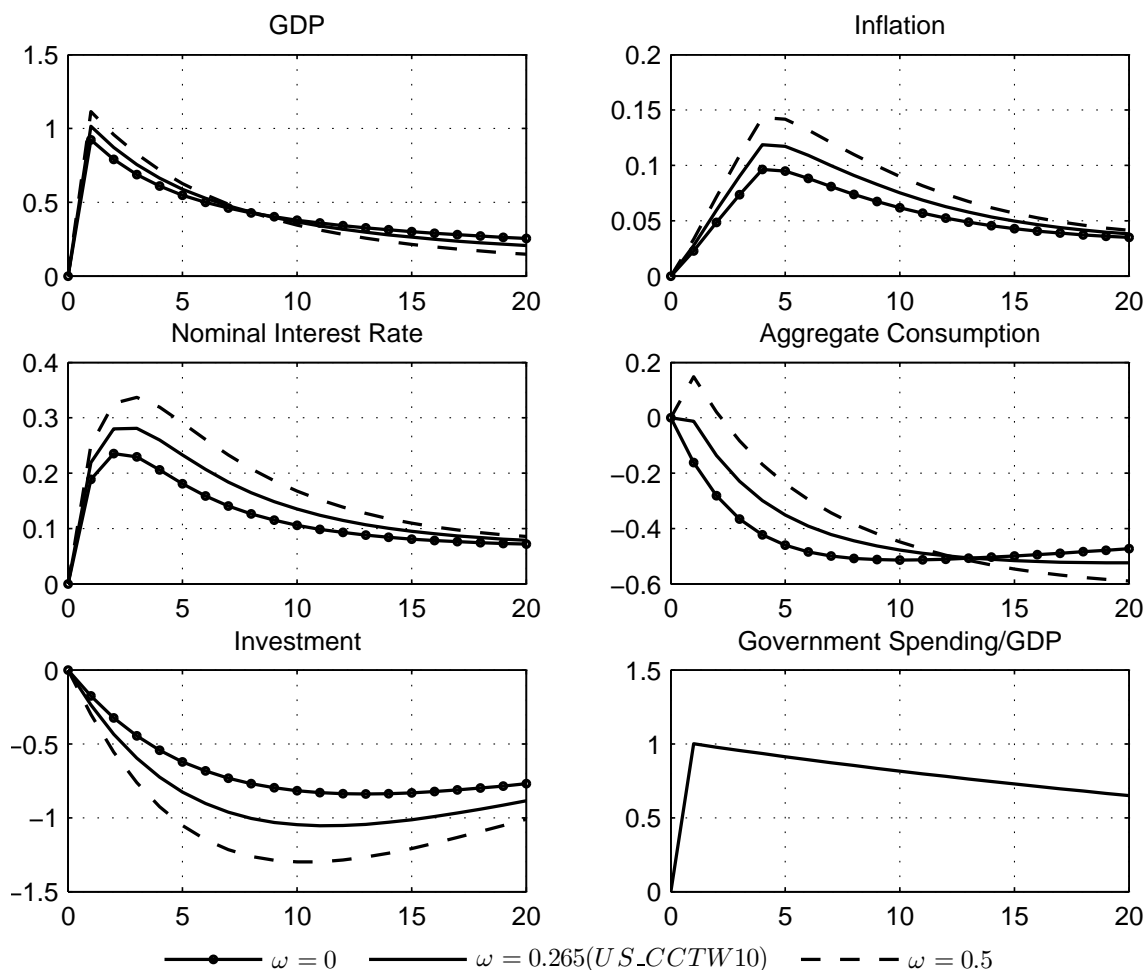 GDP
Inflation
1.5
1
0.5
0
0 5 10 15 20
0.2
0.15
0.1
0.05
0
0 5 10 15 20
Nominal Interest Rate
Aggregate Consumption
0.4
0.3
0.2
0.1
0
0 5 10 15 20
0.2
0
−0.2
−0.4
−0.6
0 5 10 15 20
Investment
Government Spending/GDP
0
−0.5
−1
−1.5
0 5 10 15 20
1.5
1
0.5
0
0 5 10 15 20
ω = 0 ω = 0.265(US_CCTW10) ω = 0.5